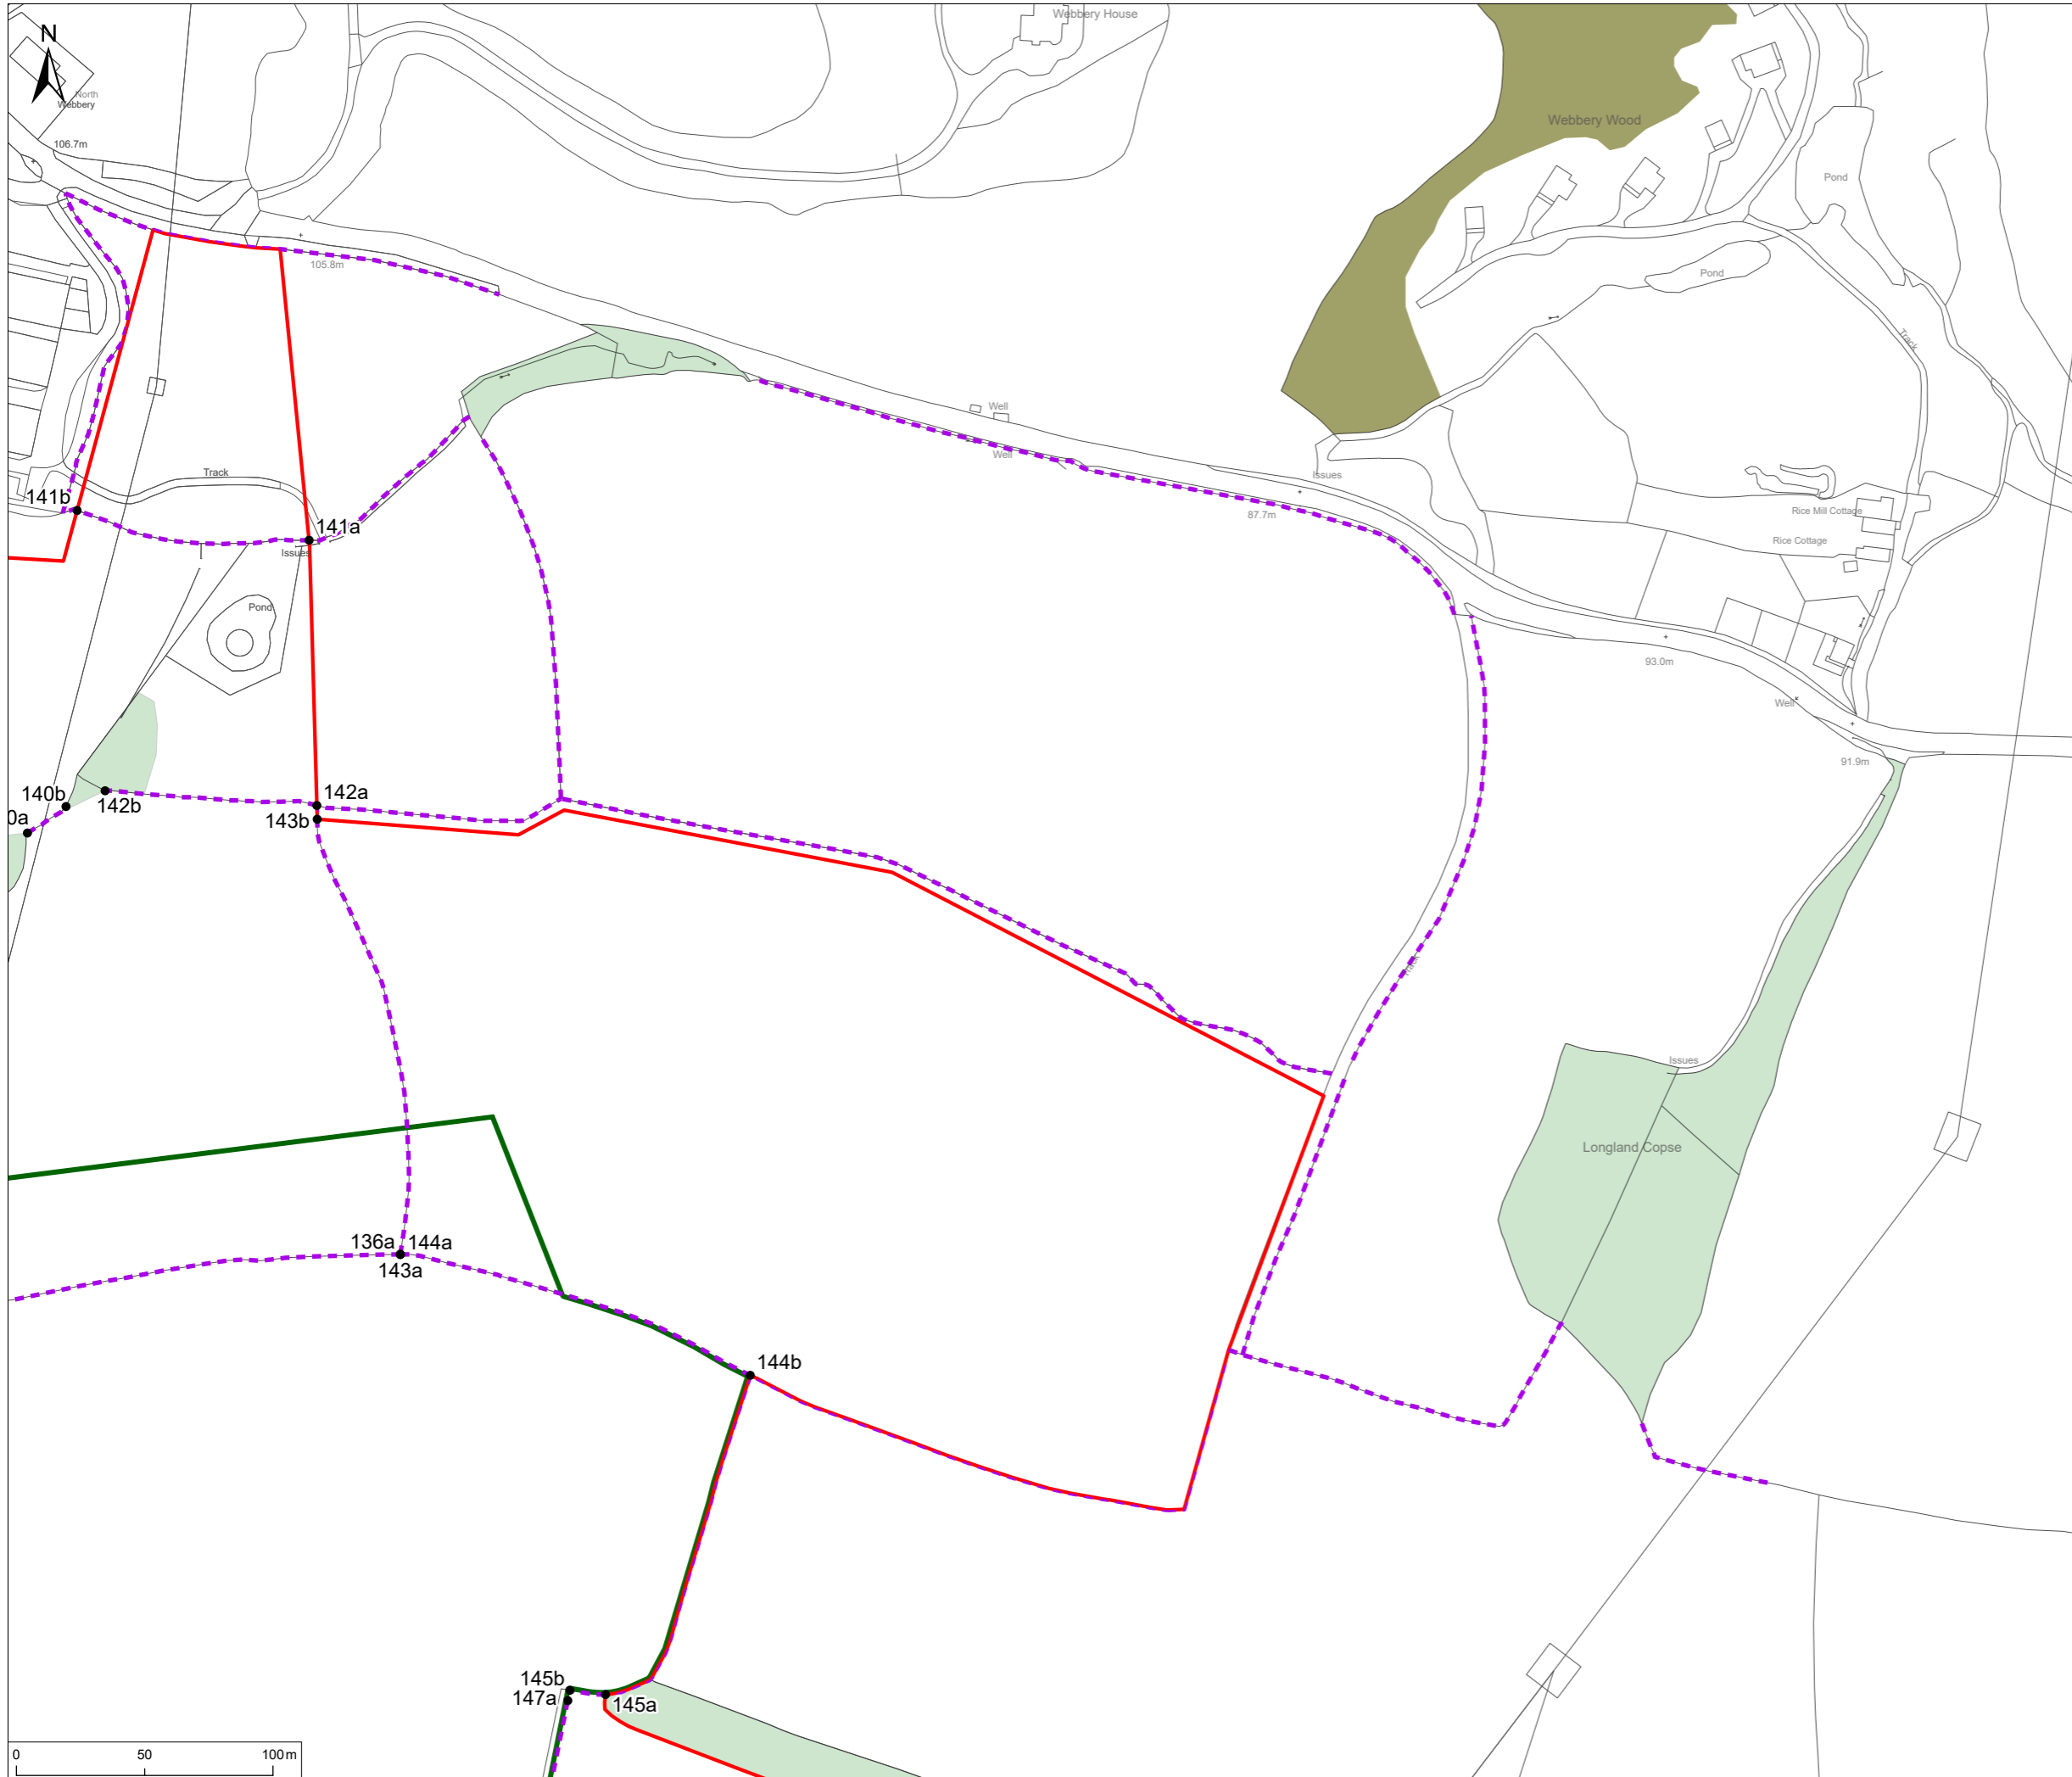 Webbery House
N
North
Webbery
106.7m
Webbery Wood
Pond
Pond
105.8m
Track
Well
Well
Issues
Track
141b
87.7m
Rice Mill Cottage
141a
Rice Cottage
Issues
Pond
93.0m
Well
91.9m
140b
142b
142a
0a
143b
Track
Issues
Longland Copse
136a 144a
143a
144b
145b
147a
145a
0 50 100m